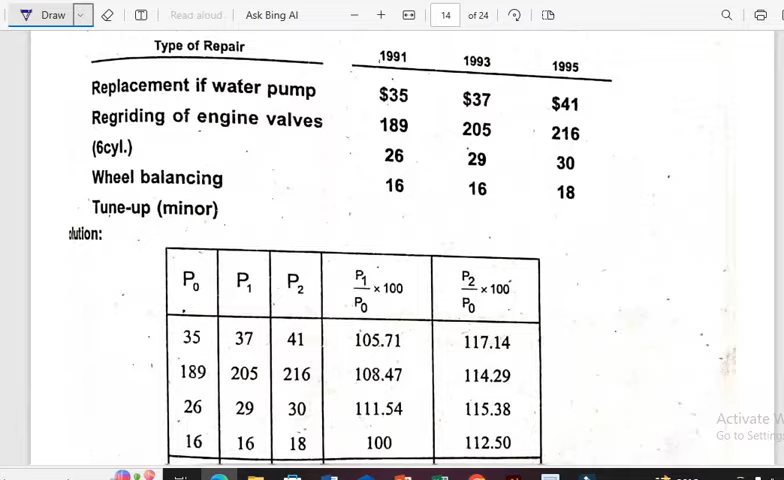 Draw
Read aloud
Ask Bing AI
14
of 24
Type of Repair
1991
1993
1995
Replacement if water pump
$35
$37
$41
Regriding of engine valves
189
205
216
(6cyl.)
26
29
30
Wheel balancing
16
16
18
Tune-up (minor)
lution:
P₀ P₁ P₂ P₁/P₀ × 100 P₂/P₀ × 100
35 37 41 105.71 117.14
189 205 216 108.47 114.29
26 29 30 111.54 115.38
16 16 18 100 112.50
Activate W
Go to Setting